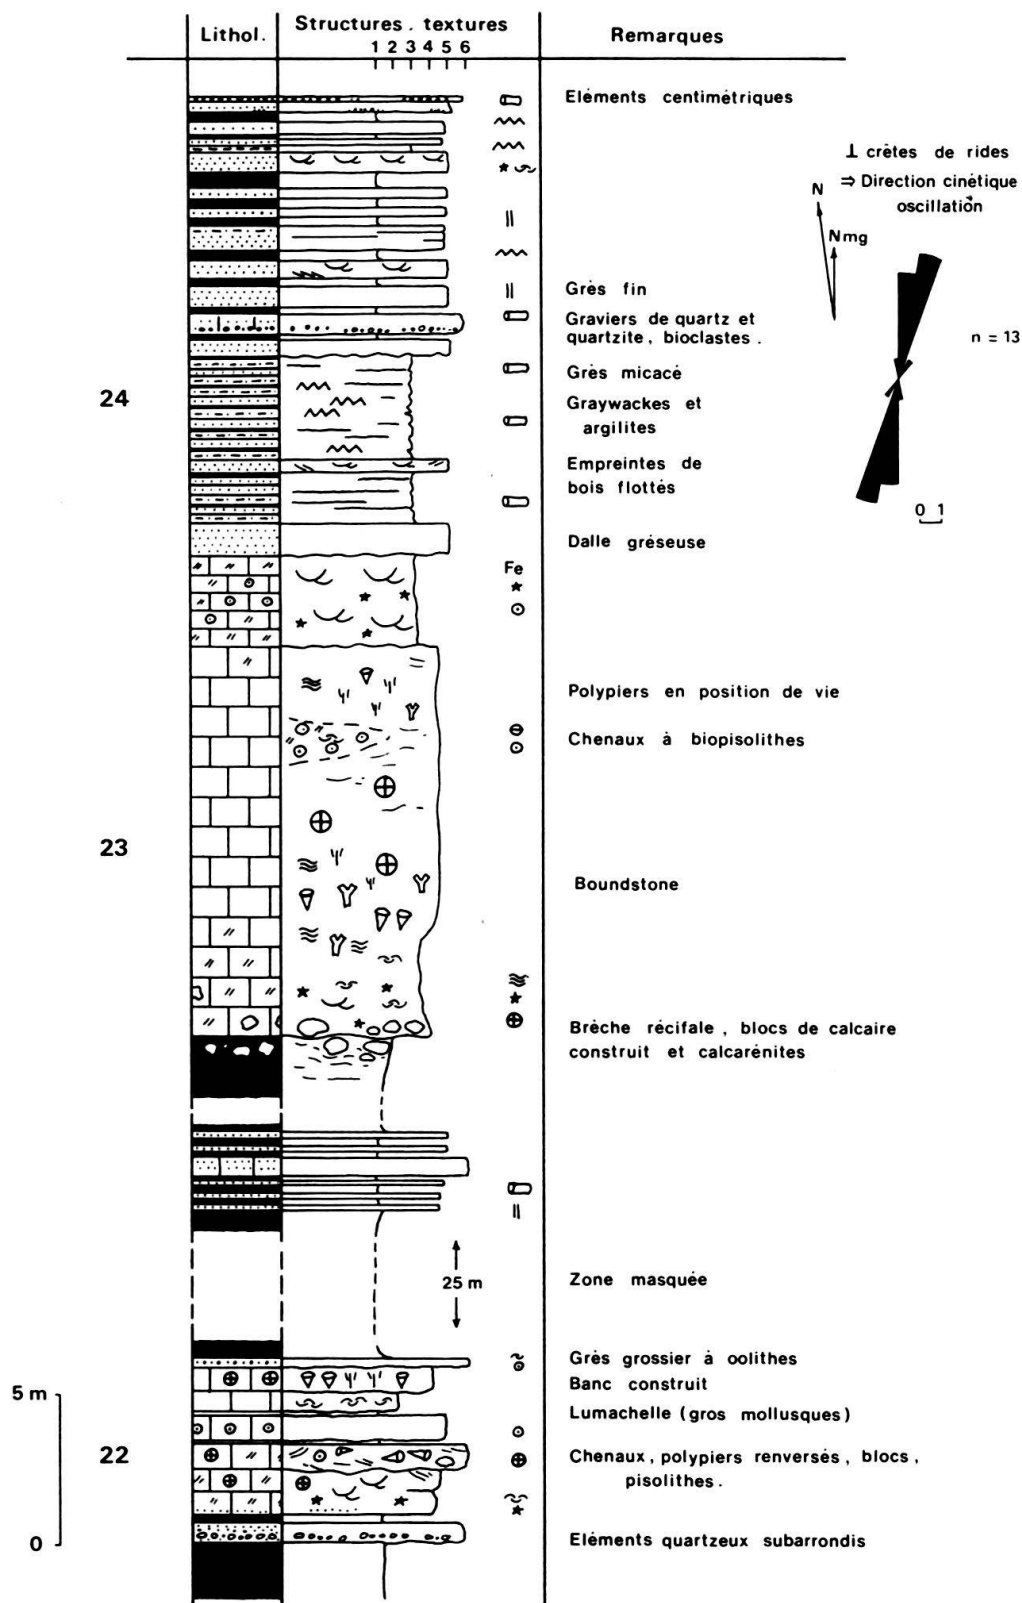 Lithol.
Structures. textures
1 2 3 4 5 6
Remarques
Eléments centimétriques
⊥ crêtes de rides
⇒ Direction cinétique
oscillation
N
Nmg
n = 13
0 1
Grès fin
Graviers de quartz et
quartzite, bioclastes.
24
Grès micacé
Graywackes et
argilites
Empreintes de
bois flottés
Dalle gréseuse
Fe
Polypiers en position de vie
Chenaux à biopisolithes
23
Boundstone
Brèche récifale, blocs de calcaire
construit et calcarénites
25 m
Zone masquée
Grès grossier à oolithes
Banc construit
5 m
Lumachelle (gros mollusques)
22
Chenaux, polypiers renversés, blocs,
pisolithes.
0
Eléments quartzeux subarrondis